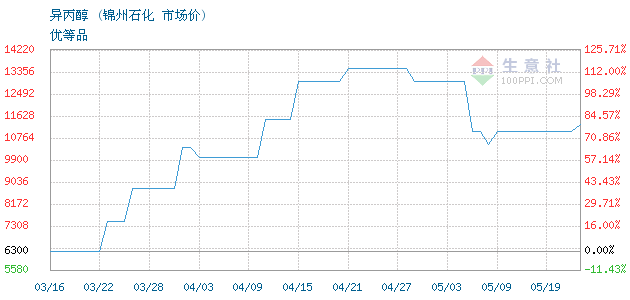 异丙醇 (锦州石化 市场价)
优等品
14220 125.71%
13356 112.00%
12492 98.29%
11628 84.57%
10764 70.86%
9900 57.14%
9036 43.43%
8172 29.71%
7308 16.00%
6300 0.00%
5580 -11.43%
生意社
100PPI.COM
03/16 03/22 03/28 04/03 04/09 04/15 04/21 04/27 05/03 05/09 05/19